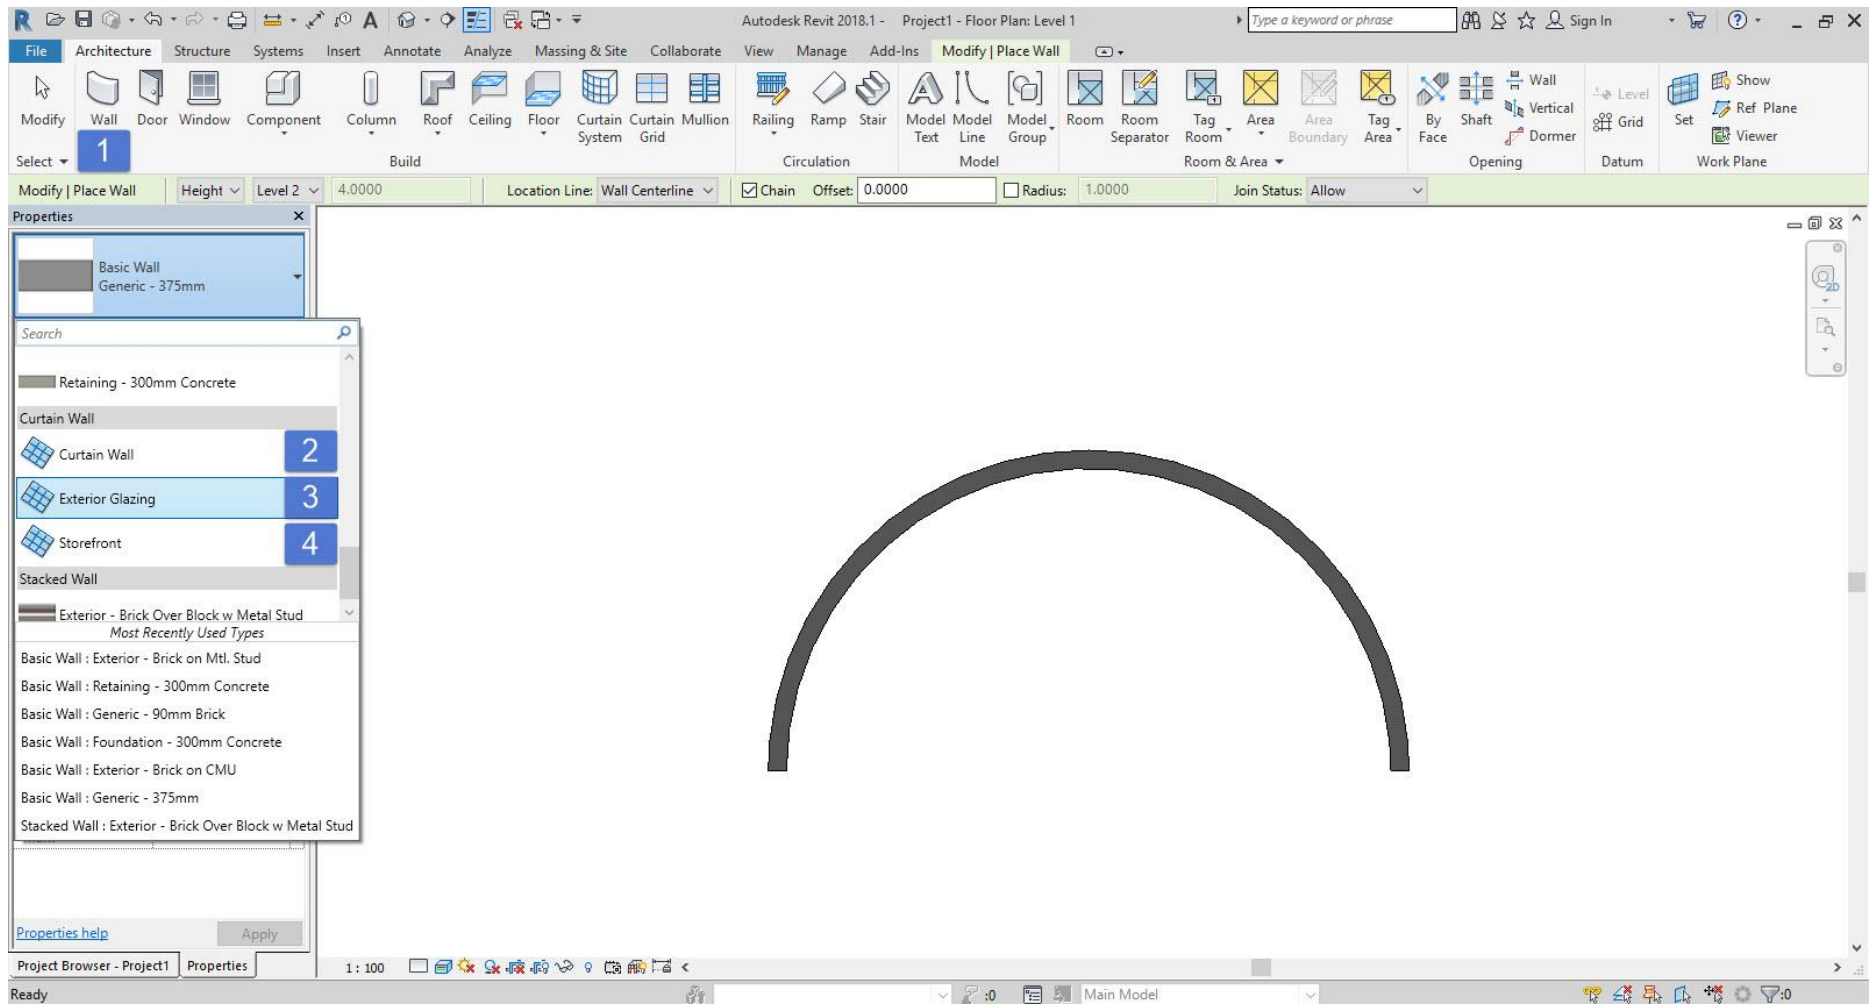 Autodesk Revit 2018.1 - Project1 - Floor Plan: Level 1
Type a keyword or phrase
Sign In
File Architecture Structure Systems Insert Annotate Analyze Massing & Site Collaborate View Manage Add-Ins Modify | Place Wall
Modify
Wall
Door
Window
Component
Column
Roof
Ceiling
Floor
Curtain System
Curtain Grid
Mullion
Railing
Ramp
Stair
Model Text
Model Line
Model Group
Room
Room Separator
Tag Room
Area
Area Boundary
Tag Area
By Face
Shaft
Wall
Vertical
Dormer
Level
Grid
Set
Show
Ref Plane
Viewer
1
Select Build Circulation Model Room & Area Opening Datum Work Plane
Modify | Place Wall Height Level 2 4.0000 Location Line: Wall Centerline Chain Offset: 0.0000 Radius: 1.0000 Join Status: Allow
Properties
Basic Wall
Generic - 375mm
Search
Retaining - 300mm Concrete
Curtain Wall
Curtain Wall 2
Exterior Glazing 3
Storefront 4
Stacked Wall
Exterior - Brick Over Block w Metal Stud
Most Recently Used Types
Basic Wall : Exterior - Brick on Mtl. Stud
Basic Wall : Retaining - 300mm Concrete
Basic Wall : Generic - 90mm Brick
Basic Wall : Foundation - 300mm Concrete
Basic Wall : Exterior - Brick on CMU
Basic Wall : Generic - 375mm
Stacked Wall : Exterior - Brick Over Block w Metal Stud
2D
Properties help Apply
Project Browser - Project1 Properties
1 : 100
Ready :0 Main Model :0